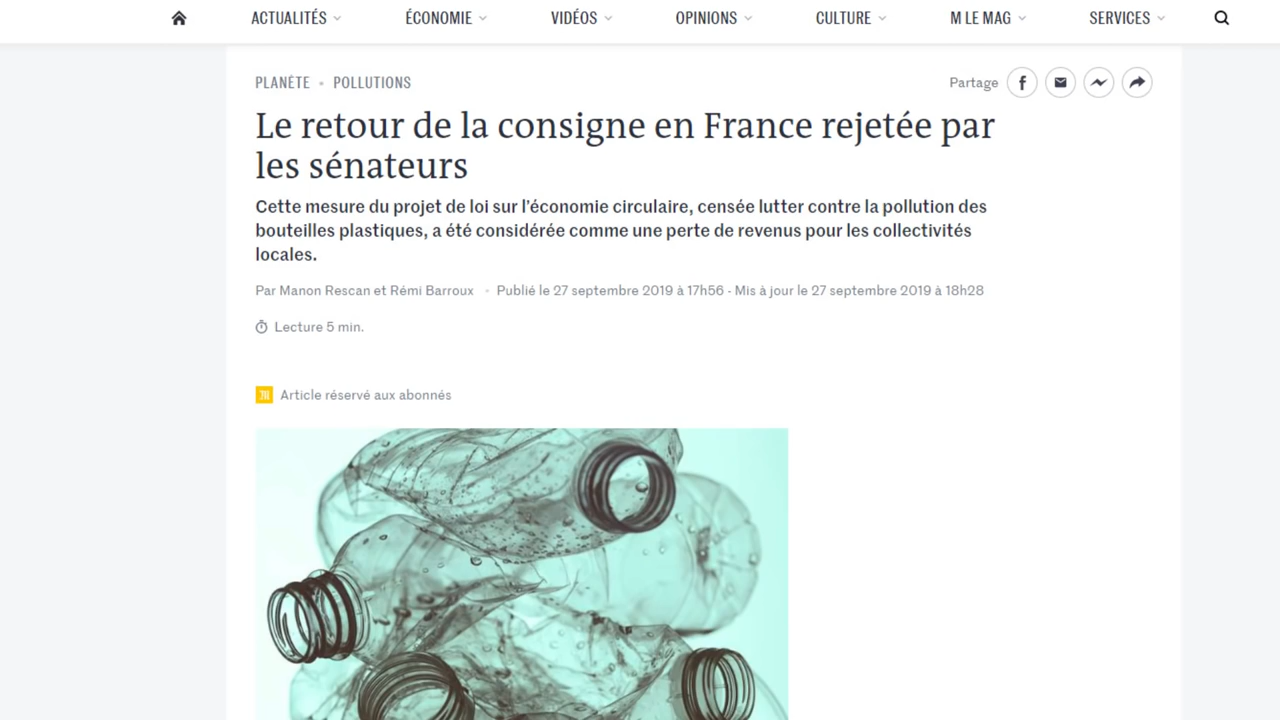 ACTUALITÉS ÉCONOMIE VIDÉOS OPINIONS CULTURE M LE MAG SERVICES
PLANÈTE • POLLUTIONS
Partage
Le retour de la consigne en France rejetée par
les sénateurs
Cette mesure du projet de loi sur l'économie circulaire, censée lutter contre la pollution des
bouteilles plastiques, a été considérée comme une perte de revenus pour les collectivités
locales.
Par Manon Rescan et Rémi Barroux • Publié le 27 septembre 2019 à 17h56 - Mis à jour le 27 septembre 2019 à 18h28
Lecture 5 min.
Article réservé aux abonnés